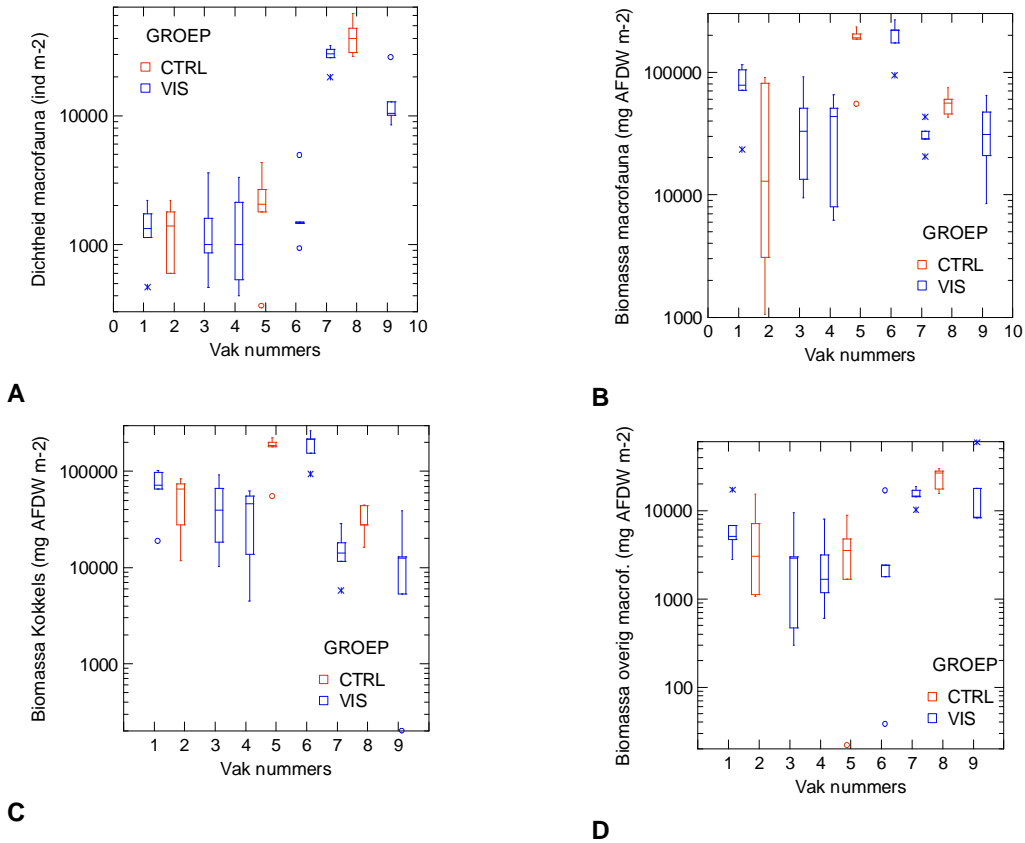 Dichtheid macrofauna (ind m-2)
10000
1000
GROEP
CTRL
VIS
0 1 2 3 4 5 6 7 8 9 10
Vak nummers
A
Biomassa macrofauna (mg AFDW m-2)
100000
10000
1000
GROEP
CTRL
VIS
0 1 2 3 4 5 6 7 8 9 10
Vak nummers
B
Biomassa Kokkels (mg AFDW m-2)
100000
10000
1000
GROEP
CTRL
VIS
1 2 3 4 5 6 7 8 9
Vak nummers
C
Biomassa overig macrof. (mg AFDW m-2)
10000
1000
100
GROEP
CTRL
VIS
1 2 3 4 5 6 7 8 9
Vak nummers
D